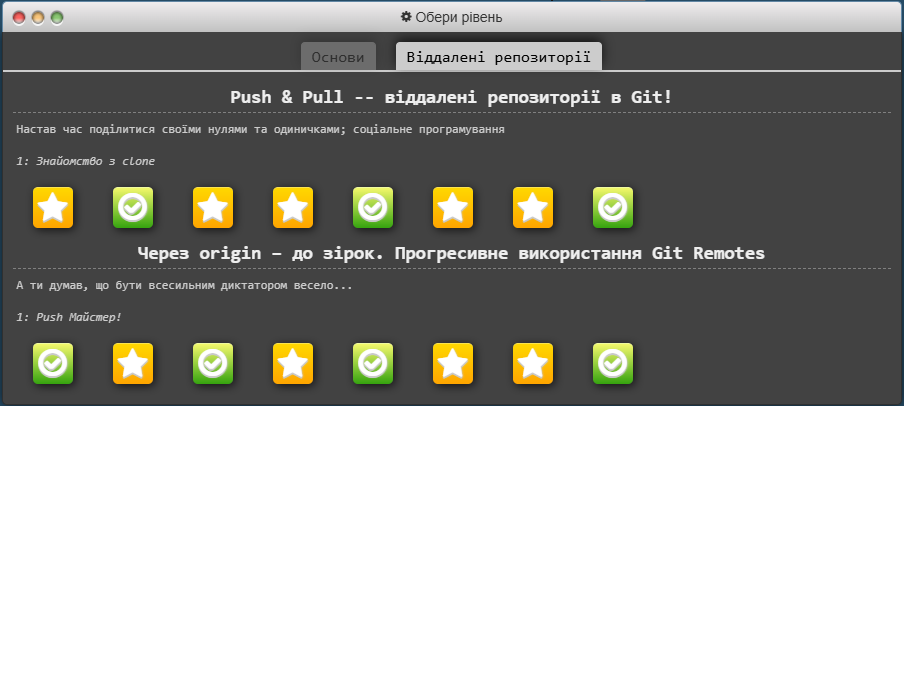 Обери рівень
Основи
Віддалені репозиторії
Push & Pull -- віддалені репозиторії в Git!
Настав час поділитися своїми нулями та одиничками; соціальне програмування
1: Знайомство з clone
Через origin – до зірок. Прогресивне використання Git Remotes
А ти думав, що бути всесильним диктатором весело...
1: Push Майстер!